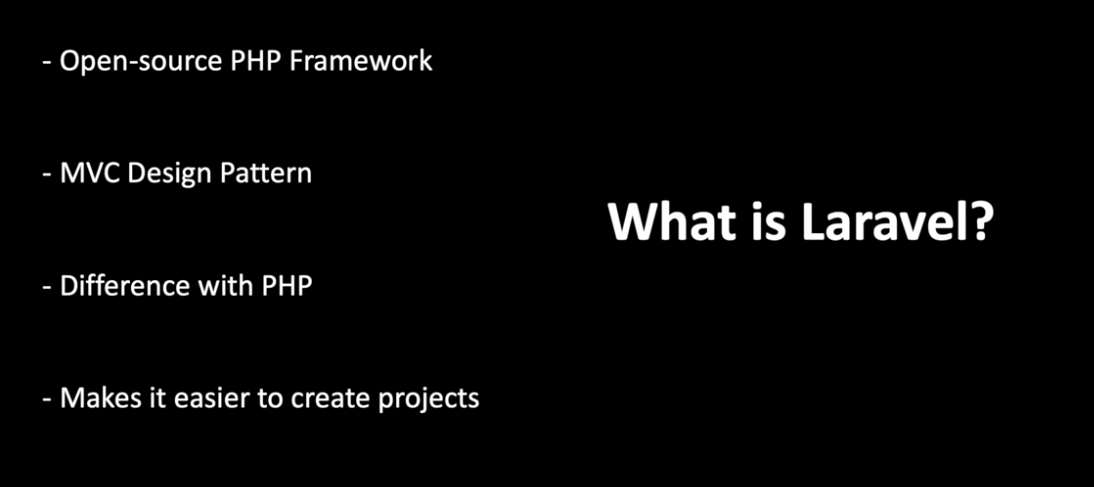 - Open-source PHP Framework
- MVC Design Pattern
- Difference with PHP
- Makes it easier to create projects
What is Laravel?